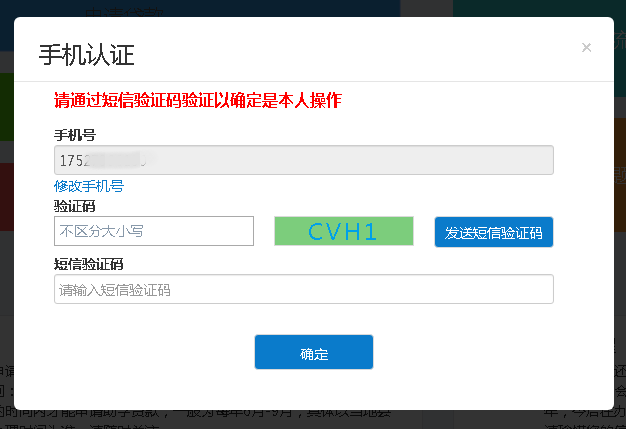 手机认证
×
请通过短信验证码验证以确定是本人操作
手机号
175
修改手机号
验证码
不区分大小写
CVH1
发送短信验证码
短信验证码
请输入短信验证码
确定